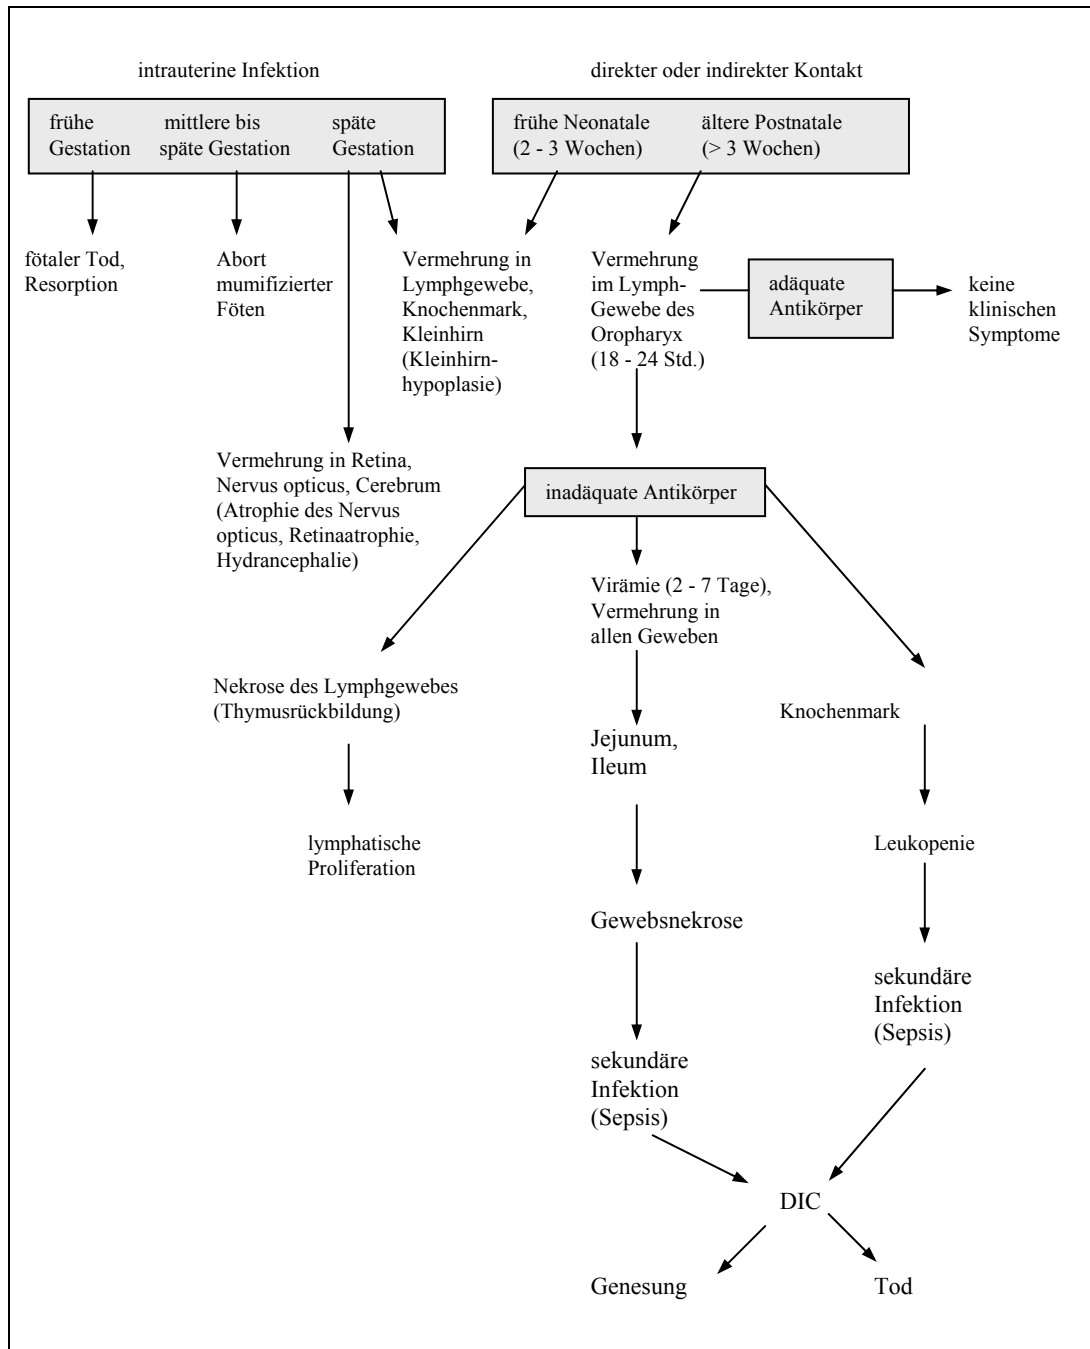 intrauterine Infektion
direkter oder indirekter Kontakt
frühe
Gestation
mittlere bis
späte Gestation
späte
Gestation
frühe Neonatale
(2 - 3 Wochen)
ältere Postnatale
(> 3 Wochen)
fötaler Tod,
Resorption
Abort
mumifizierter
Föten
Vermehrung in
Lymphgewebe,
Knochenmark,
Kleinhirn
(Kleinhirn-
hypoplasie)
Vermehrung
im Lymph-
Gewebe des
Oropharyx
(18 - 24 Std.)
adäquate
Antikörper
keine
klinischen
Symptome
Vermehrung in Retina,
Nervus opticus, Cerebrum
(Atrophie des Nervus
opticus, Retinaatrophie,
Hydrancephalie)
inadäquate Antikörper
Virämie (2 - 7 Tage),
Vermehrung in
allen Geweben
Nekrose des Lymphgewebes
(Thymusrückbildung)
Knochenmark
Jejunum,
Ileum
lymphatische
Proliferation
Leukopenie
Gewebsnekrose
sekundäre
Infektion
(Sepsis)
sekundäre
Infektion
(Sepsis)
DIC
Genesung
Tod